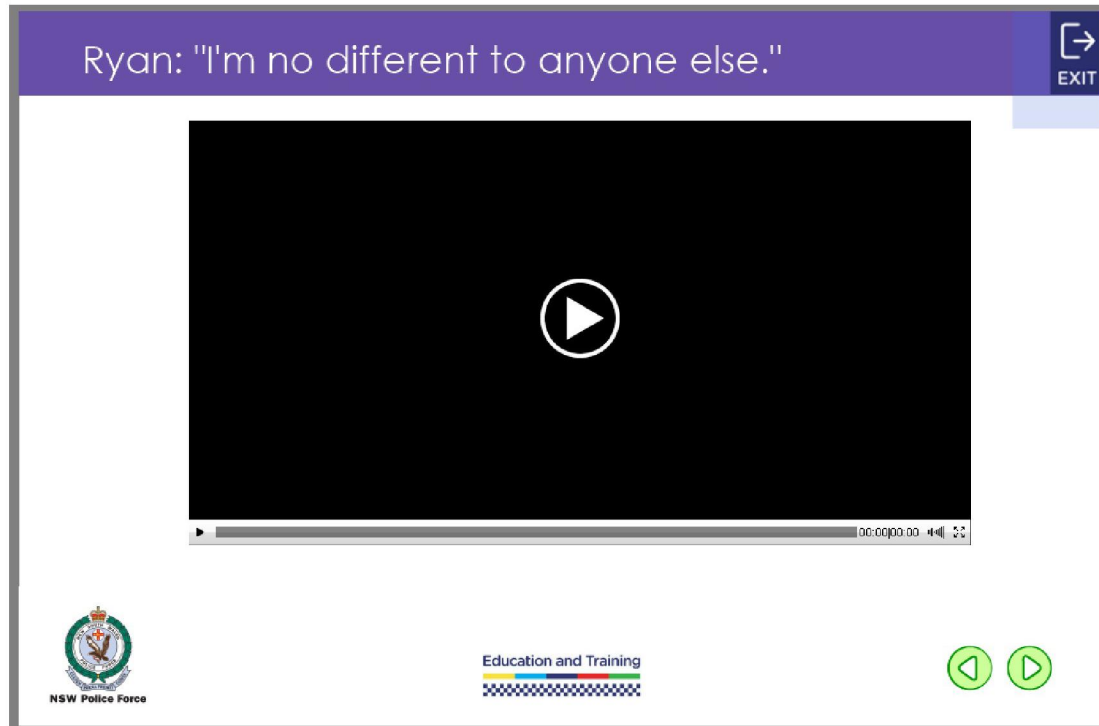 Ryan: "I'm no different to anyone else."
EXIT
00:00|00:00
Education and Training
NSW Police Force